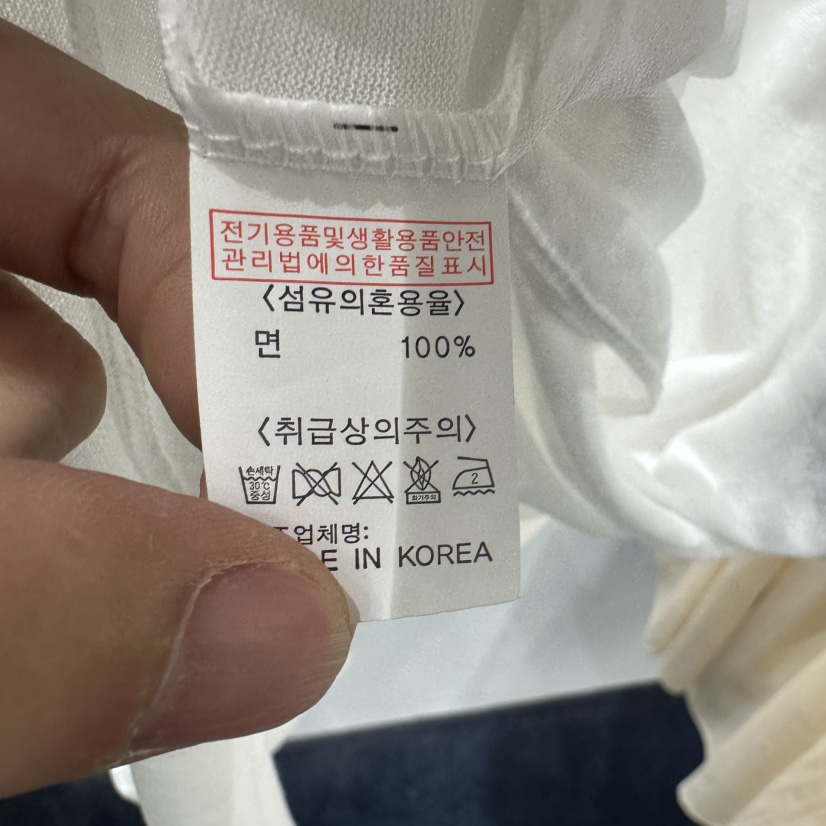 전기용품및생활용품안전
관리법에의한품질표시
〈섬유의혼용율〉
면 100%
〈취급상의주의〉
손세탁
30℃
중성
화기주의
2
업체명:
E IN KOREA